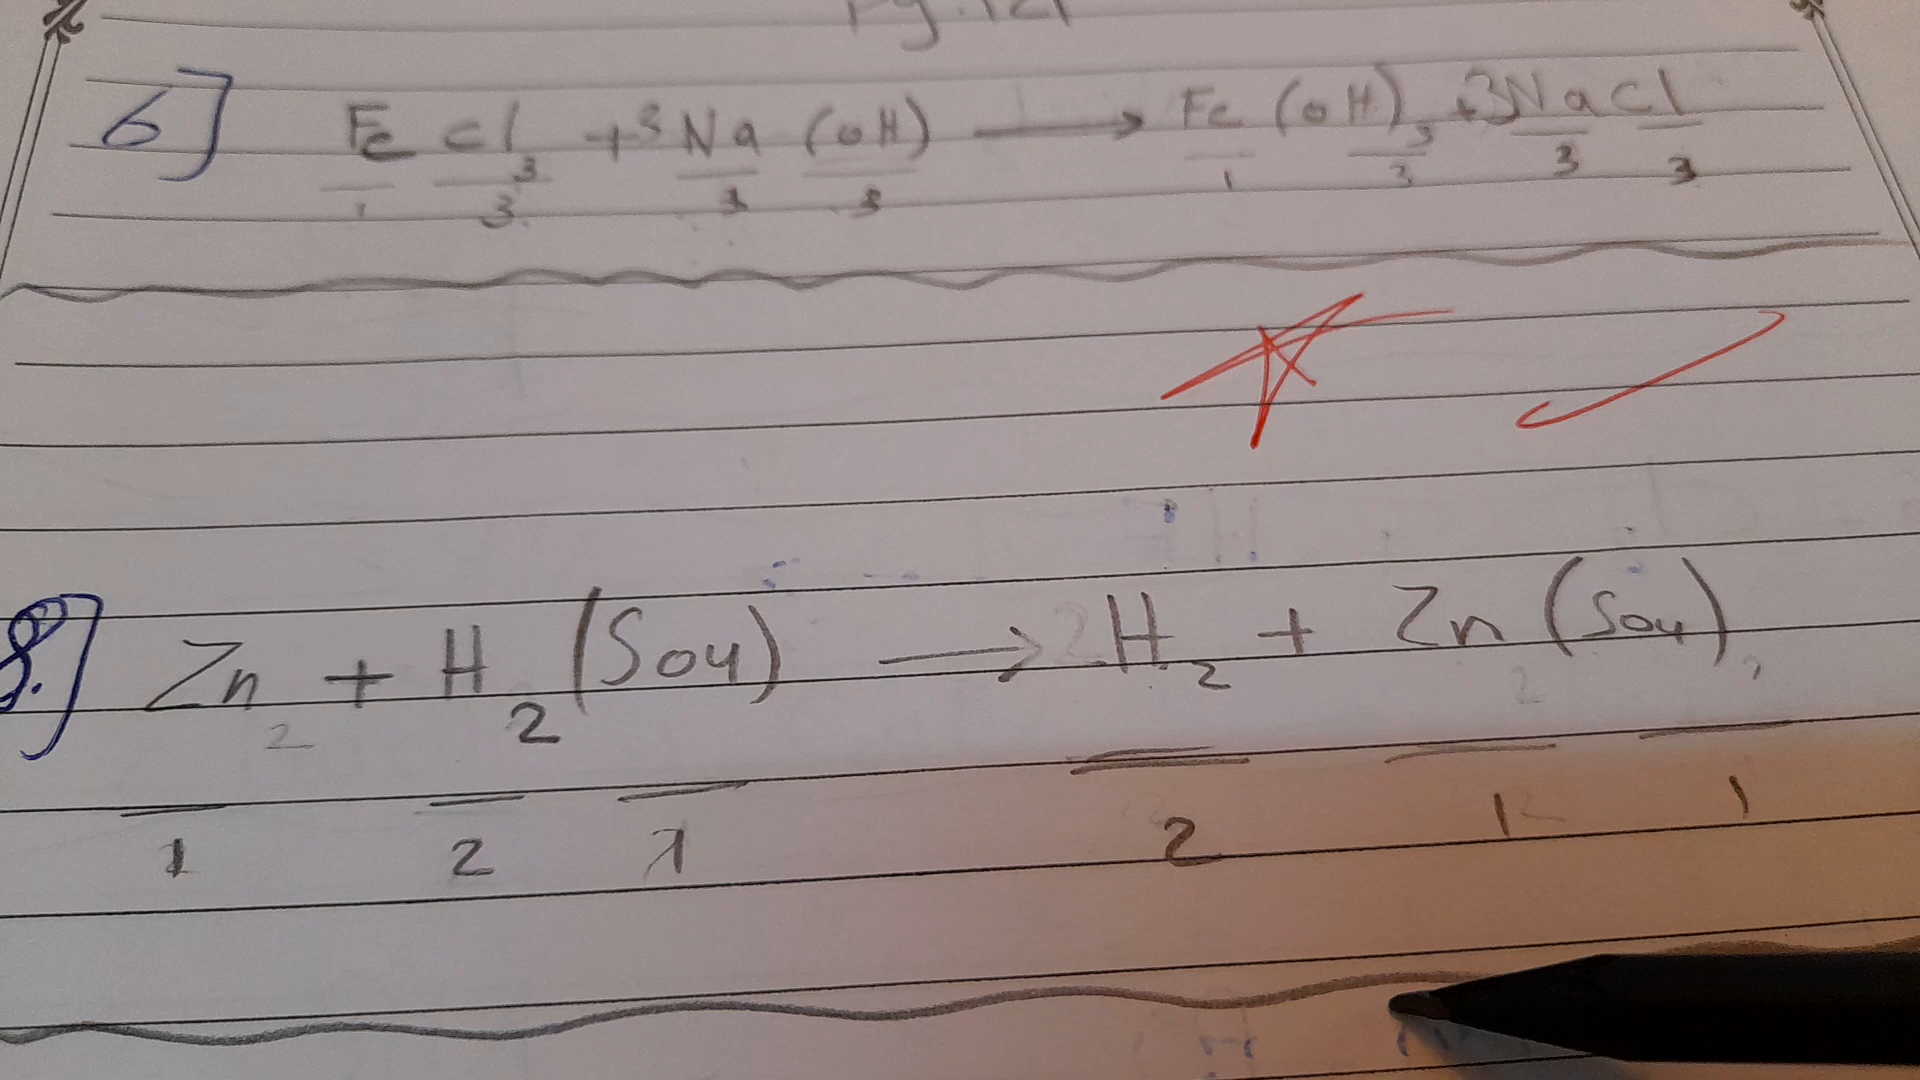 6] FeCl3 + 3Na(oH) → Fe(oH)3 + 3NaCl
1 3 3 3 1 3 3 3
8.] Zn + H2(So4) → H2 + Zn(So4)
1 2 1 2 1 1